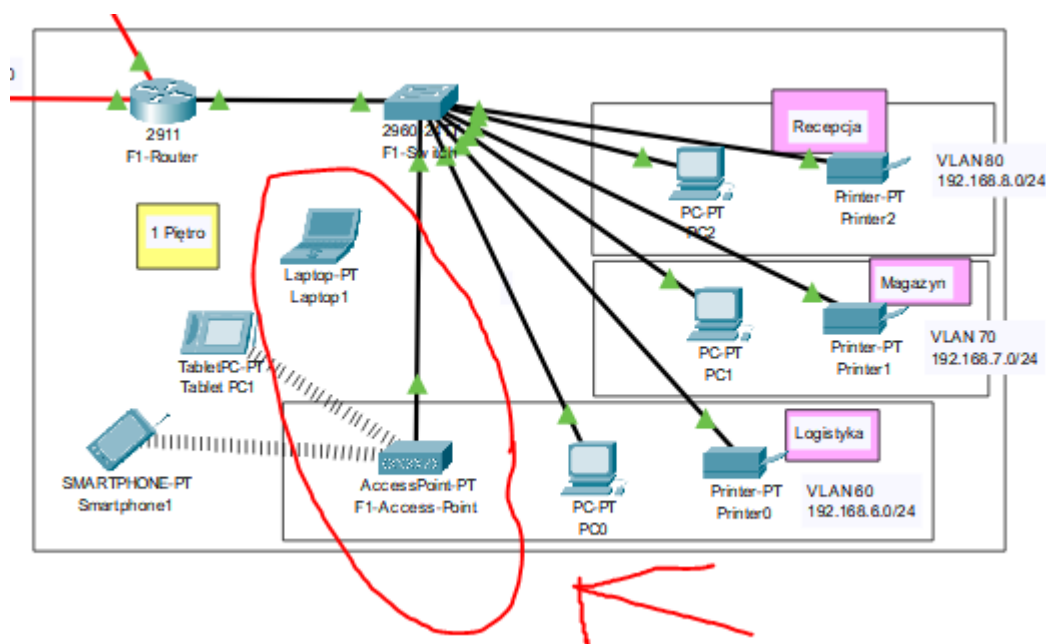 2911
F1-Router
F1-Switch
Recepcja
VLAN80
192.168.8.0/24
PC-PT
PC2
Printer-PT
Printer2
1 Piętro
Laptop-PT
Laptop1
Magazyn
PC-PT
PC1
Printer-PT
Printer1
VLAN 70
192.168.7.0/24
TabletPC-PT
Tablet PC1
SMARTPHONE-PT
Smartphone1
AccessPoint-PT
F1-Access-Point
PC-PT
PC0
Printer-PT
Printer0
Logistyka
VLAN60
192.168.6.0/24